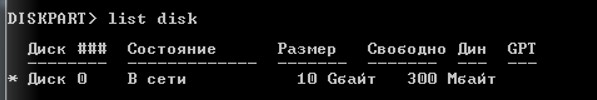 DISKPART> list disk
Диск ###  Состояние      Размер   Свободно  Дин  GPT
--------  -------------  -------  --------  ---  ---
* Диск 0    В сети           10 Gбайт   300 Mбайт